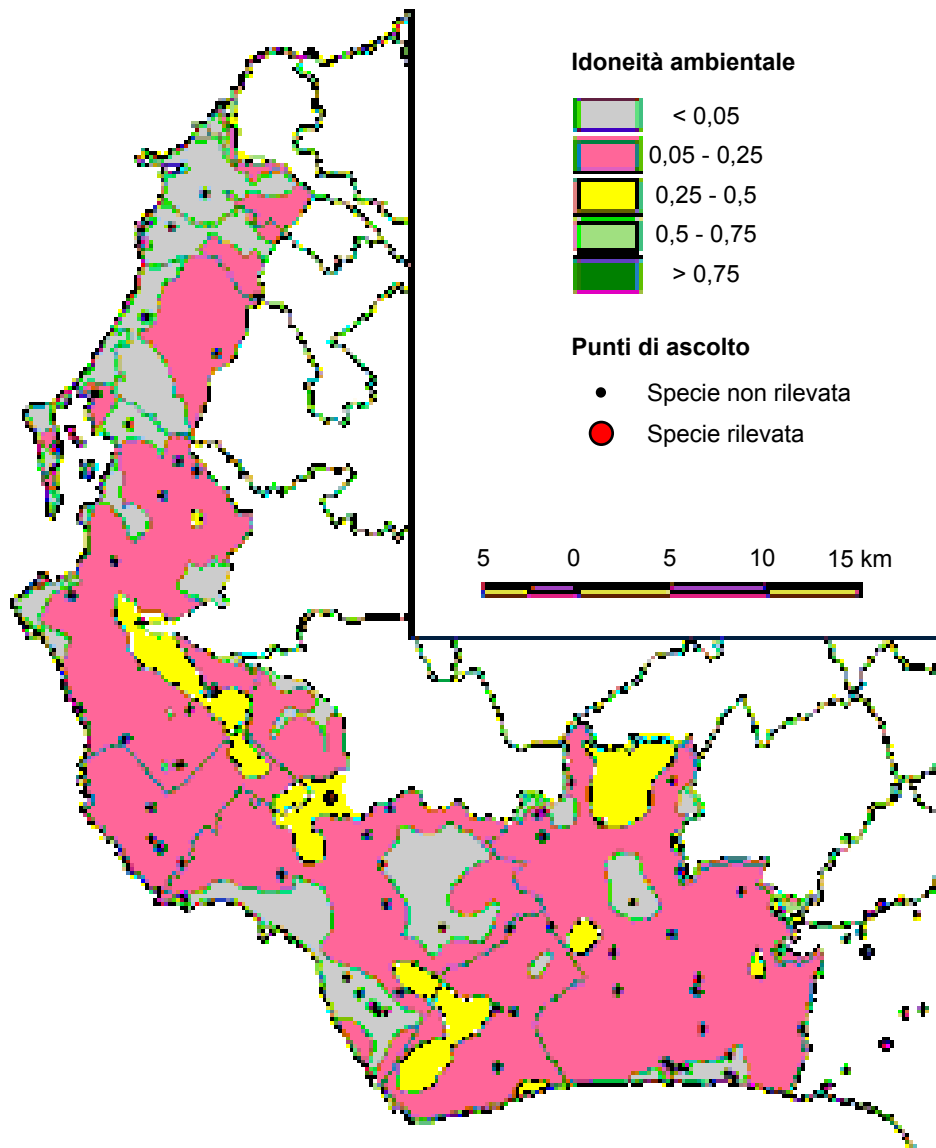 Idoneità ambientale
< 0,05
0,05 - 0,25
0,25 - 0,5
0,5 - 0,75
> 0,75
Punti di ascolto
Specie non rilevata
Specie rilevata
5 0 5 10 15 km